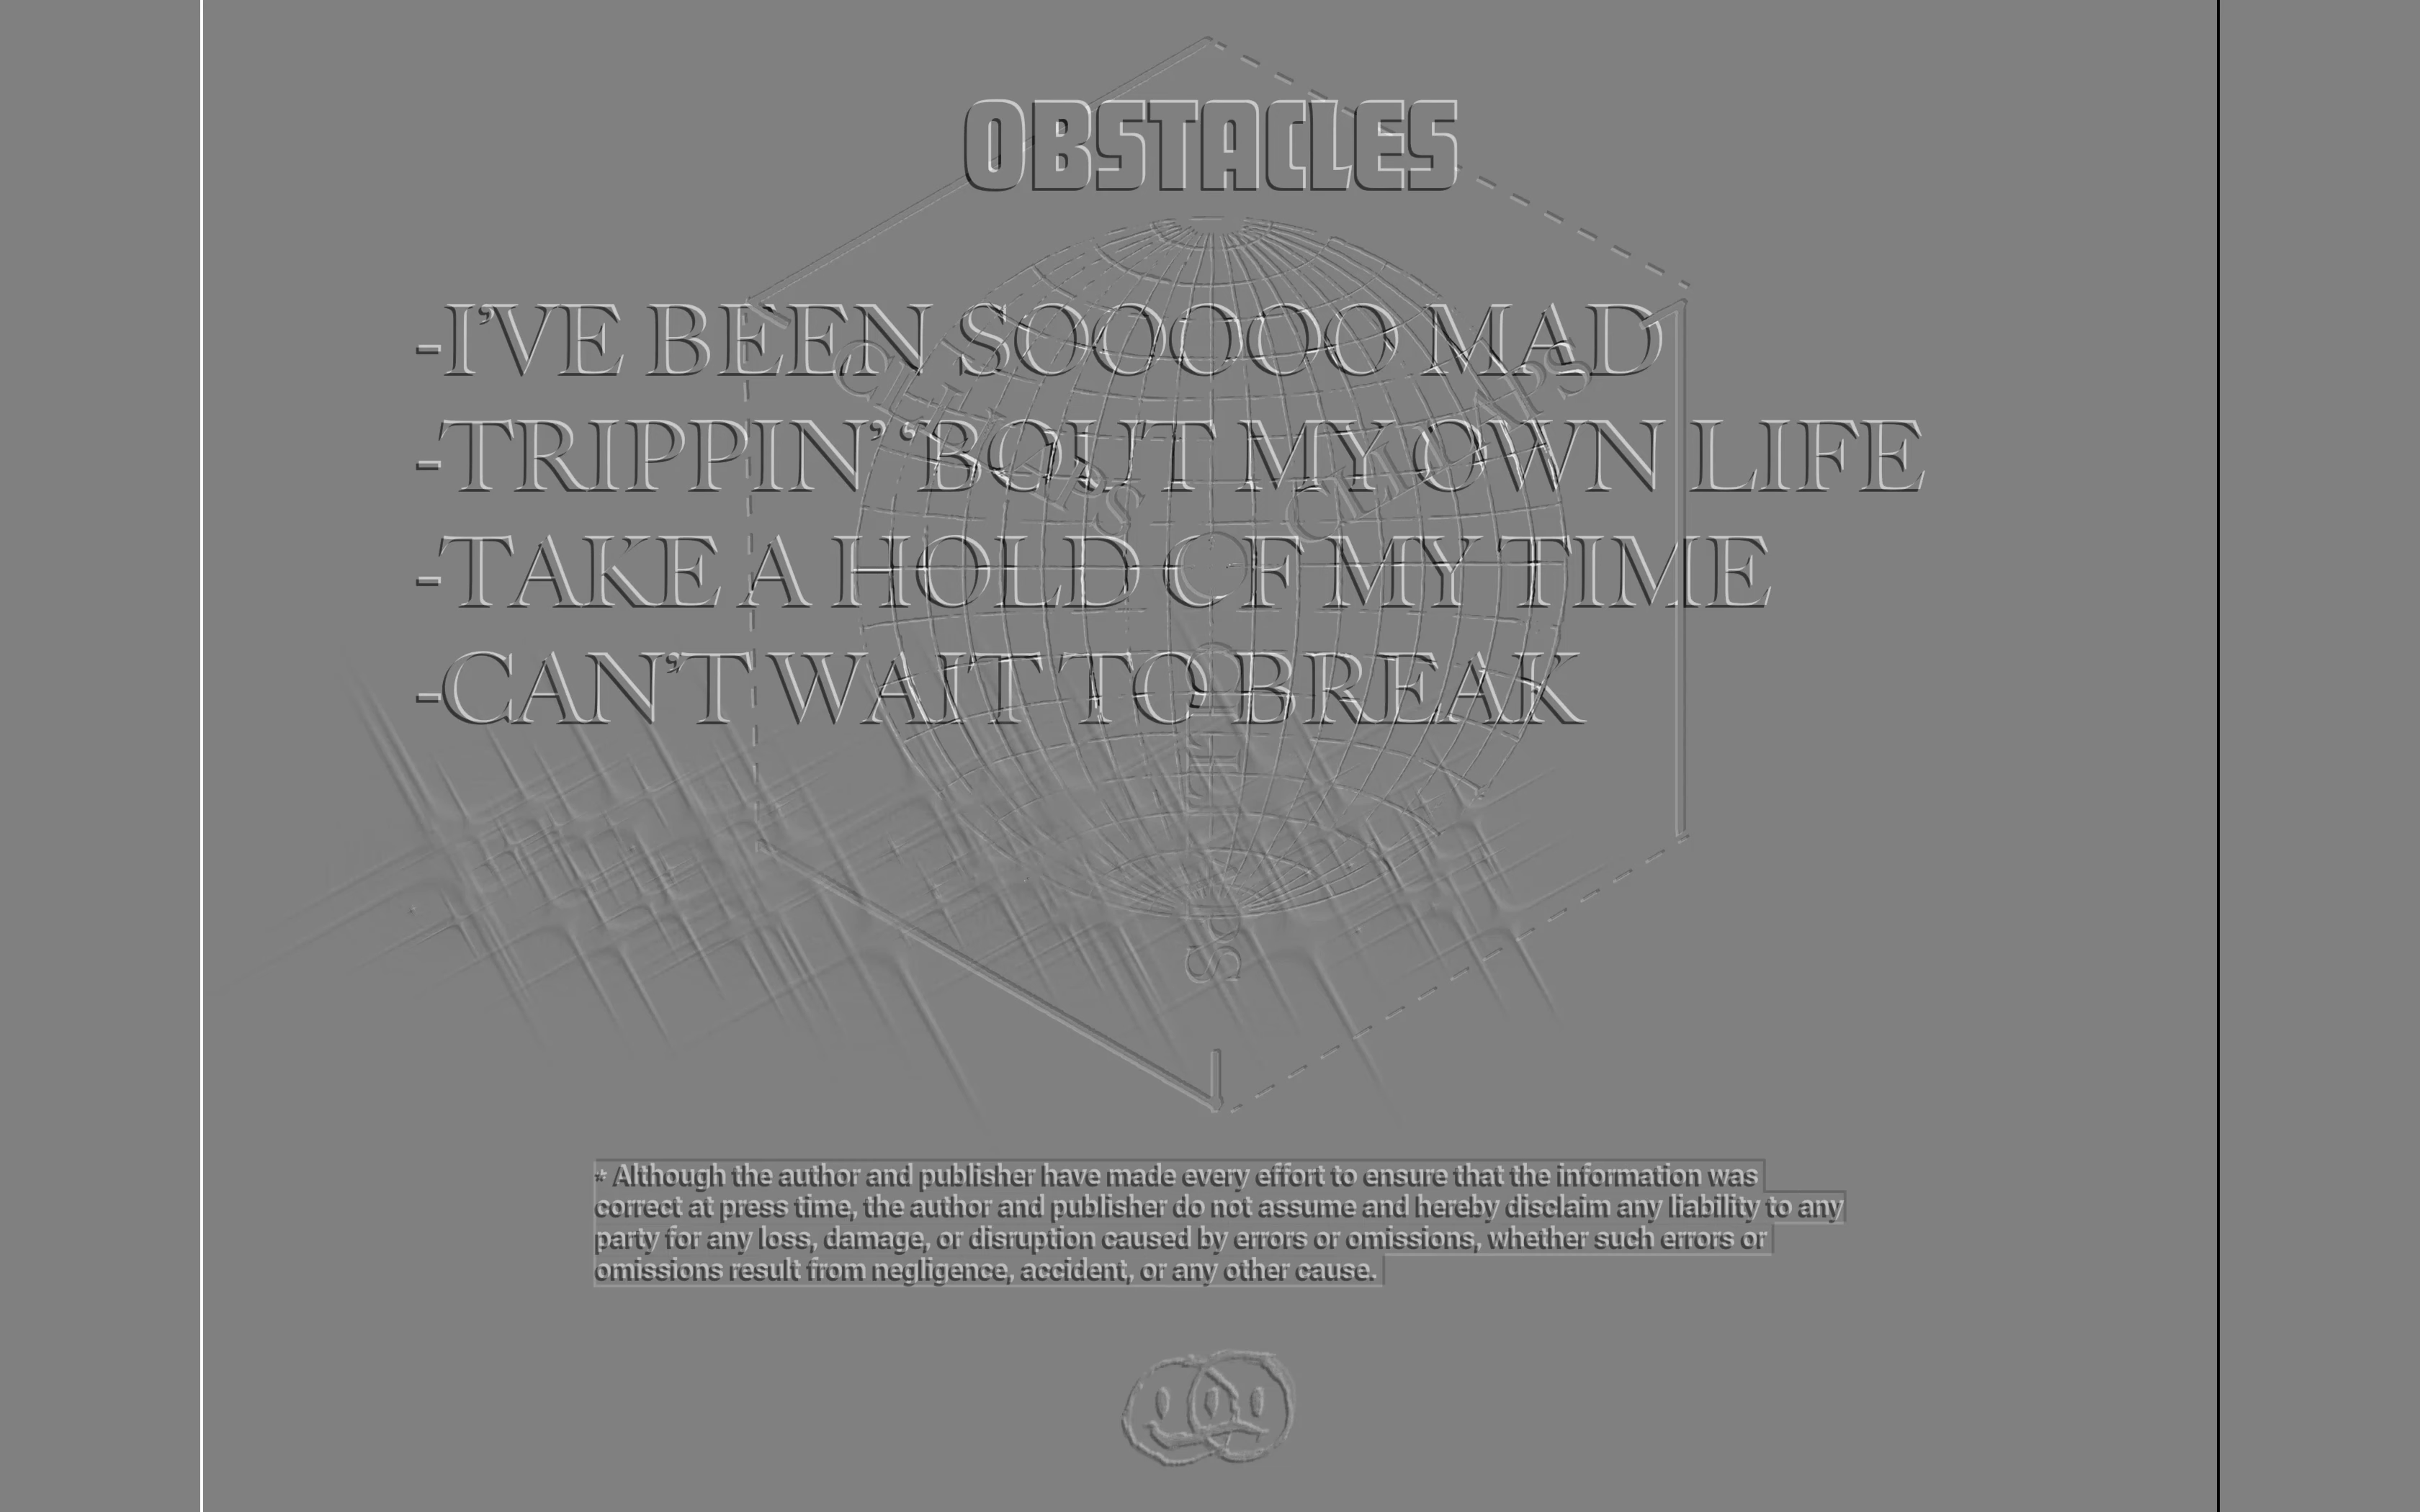 OBSTACLES
-I'VE BEEN SOOOOO MAD
-TRIPPIN' 'BOUT MY OWN LIFE
-TAKE A HOLD OF MY TIME
-CAN'T WAIT TO BREAK
* Although the author and publisher have made every effort to ensure that the information was
correct at press time, the author and publisher do not assume and hereby disclaim any liability to any
party for any loss, damage, or disruption caused by errors or omissions, whether such errors or
omissions result from negligence, accident, or any other cause.